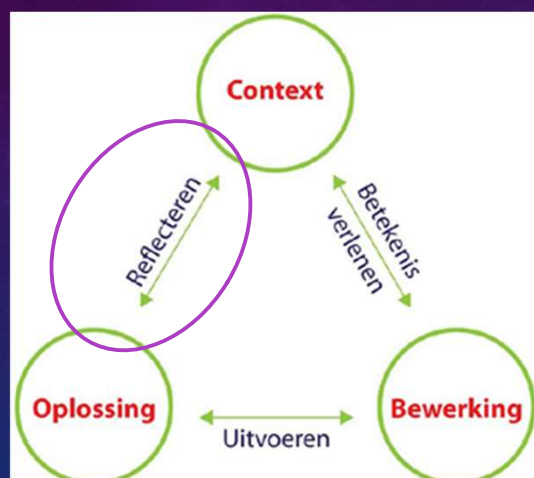 Context
Reflecteren
Betekenis
verlenen
Oplossing
Bewerking
Uitvoeren